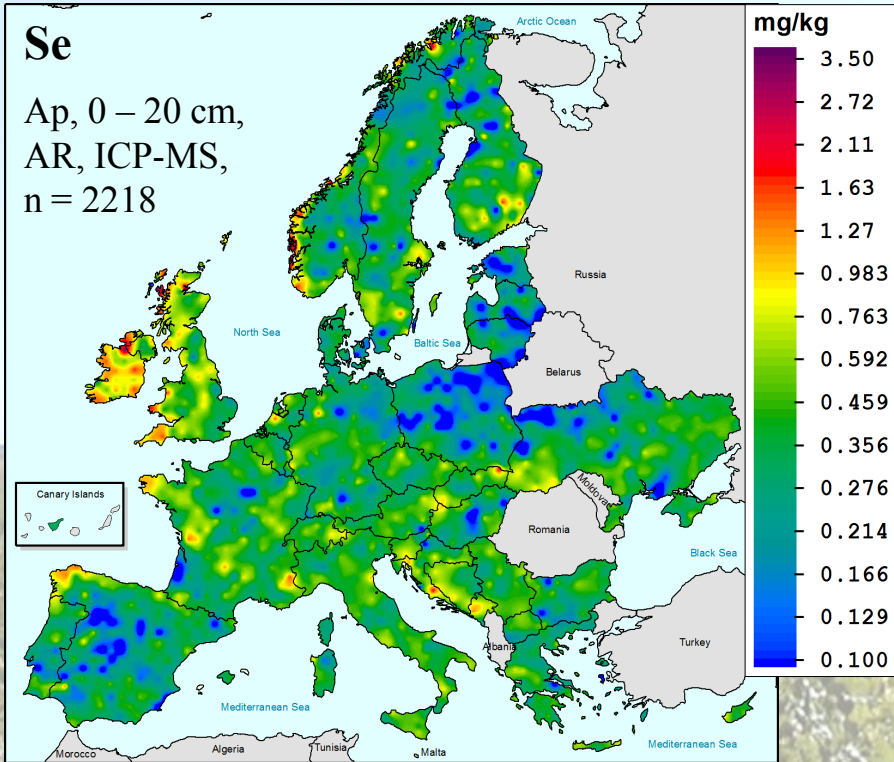 Se
Ap, 0 – 20 cm,
AR, ICP-MS,
n = 2218
Arctic Ocean
Russia
North Sea
Baltic Sea
Belarus
Canary Islands
Moldova
Romania
Black Sea
Albania
Turkey
Mediterranean Sea
Morocco
Algeria
Tunisia
Malta
Mediterranean Sea
mg/kg
3.50
2.72
2.11
1.63
1.27
0.983
0.763
0.592
0.459
0.356
0.276
0.214
0.166
0.129
0.100